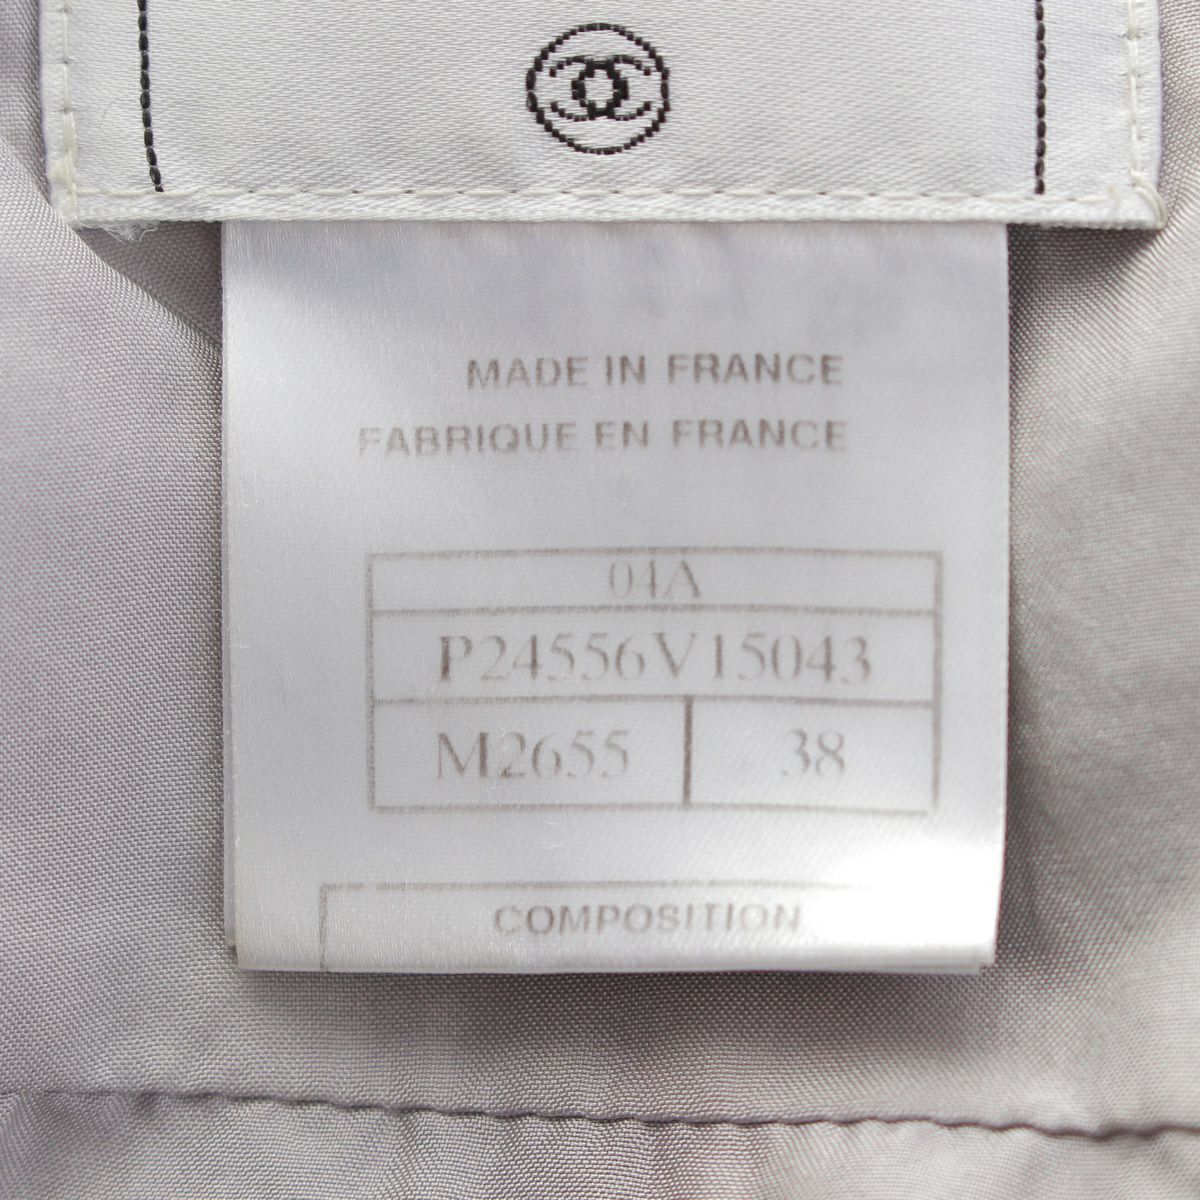 MADE IN FRANCE
FABRIQUE EN FRANCE
04A
P24556V15043
M2655 38
COMPOSITION